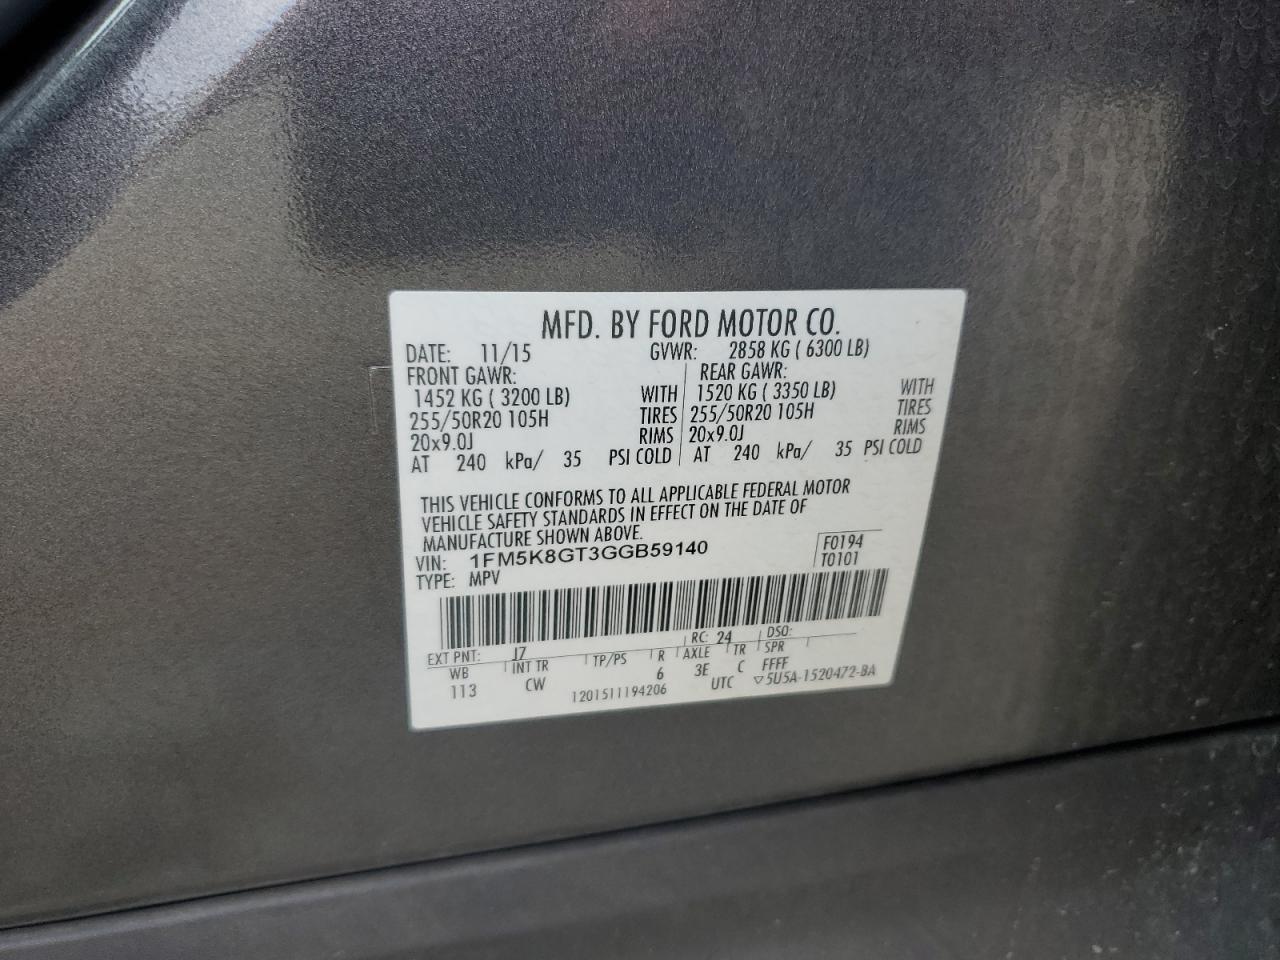 MFD. BY FORD MOTOR CO.
DATE: 11/15 GVWR: 2858 KG ( 6300 LB)
FRONT GAWR: REAR GAWR:
1452 KG ( 3200 LB) WITH 1520 KG ( 3350 LB) WITH
255/50R20 105H TIRES 255/50R20 105H TIRES
20x9.0J RIMS 20x9.0J RIMS
AT 240 kPa/ 35 PSI COLD AT 240 kPa/ 35 PSI COLD
THIS VEHICLE CONFORMS TO ALL APPLICABLE FEDERAL MOTOR
VEHICLE SAFETY STANDARDS IN EFFECT ON THE DATE OF
MANUFACTURE SHOWN ABOVE.
VIN: 1FM5K8GT3GGB59140 F0194
TYPE: MPV T0101
EXT PNT: J7 RC: 24 DSO:
WB INT TR TP/PS R AXLE TR SPR
113 CW 6 3E C FFFF
1201511194206 UTC ▽5U5A-1520472-BA